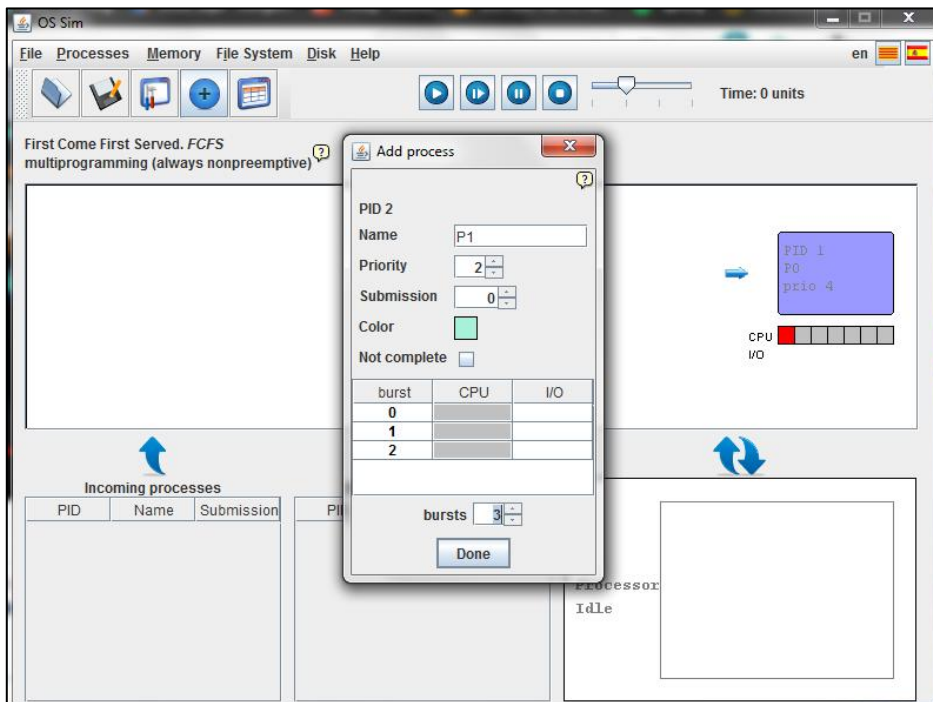 OS Sim
File Processes Memory File System Disk Help en
Time: 0 units
First Come First Served. FCFS
multiprogramming (always nonpreemptive)
Add process
PID 2
Name P1
Priority 2
Submission 0
Color
Not complete
burst CPU I/O
0
1
2
bursts 3
Done
PID 1
P0
prio 4
CPU
I/O
Incoming processes
PID Name Submission
Processor
Idle